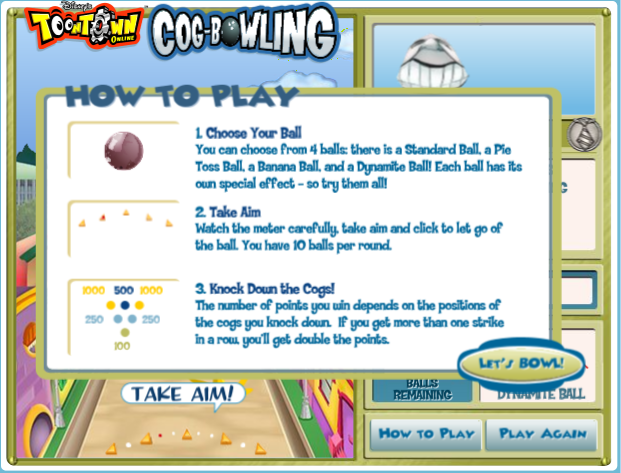 Disney's
TOONTOWN
ONLINE
COG-BOWLING
HOW TO PLAY
1. Choose Your Ball
You can choose from 4 balls: there is a Standard Ball, a Pie
Toss Ball, a Banana Ball, and a Dynamite Ball! Each ball has its
own special effect - so try them all!
2. Take Aim
Watch the meter carefully, take aim and click to let go of
the ball. You have 10 balls per round.
1000 500 1000
250 250
100
3. Knock Down the Cogs!
The number of points you win depends on the positions of
the cogs you knock down. If you get more than one strike
in a row, you'll get double the points.
LET'S BOWL!
TAKE AIM!
BALLS
REMAINING
DYNAMITE BALL
HOW TO PLAY
PLAY AGAIN